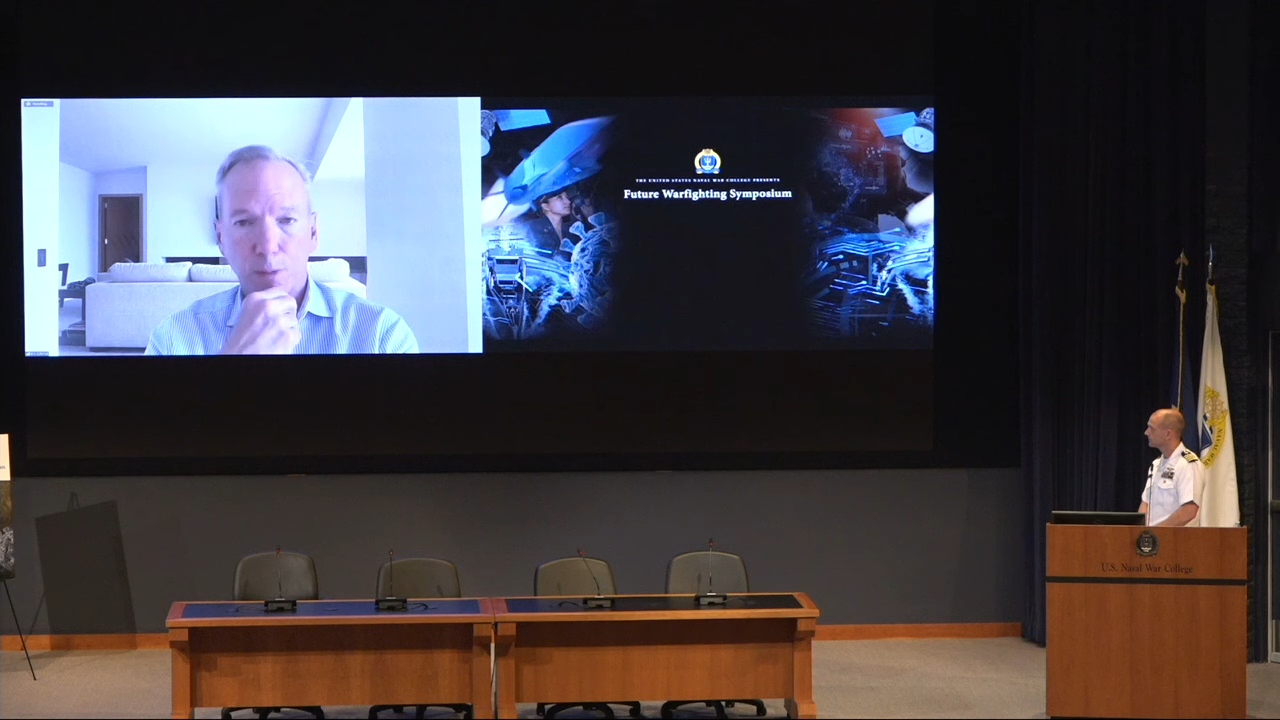 THE UNITED STATES NAVAL WAR COLLEGE PRESENTS
Future Warfighting Symposium
U.S. Naval War College